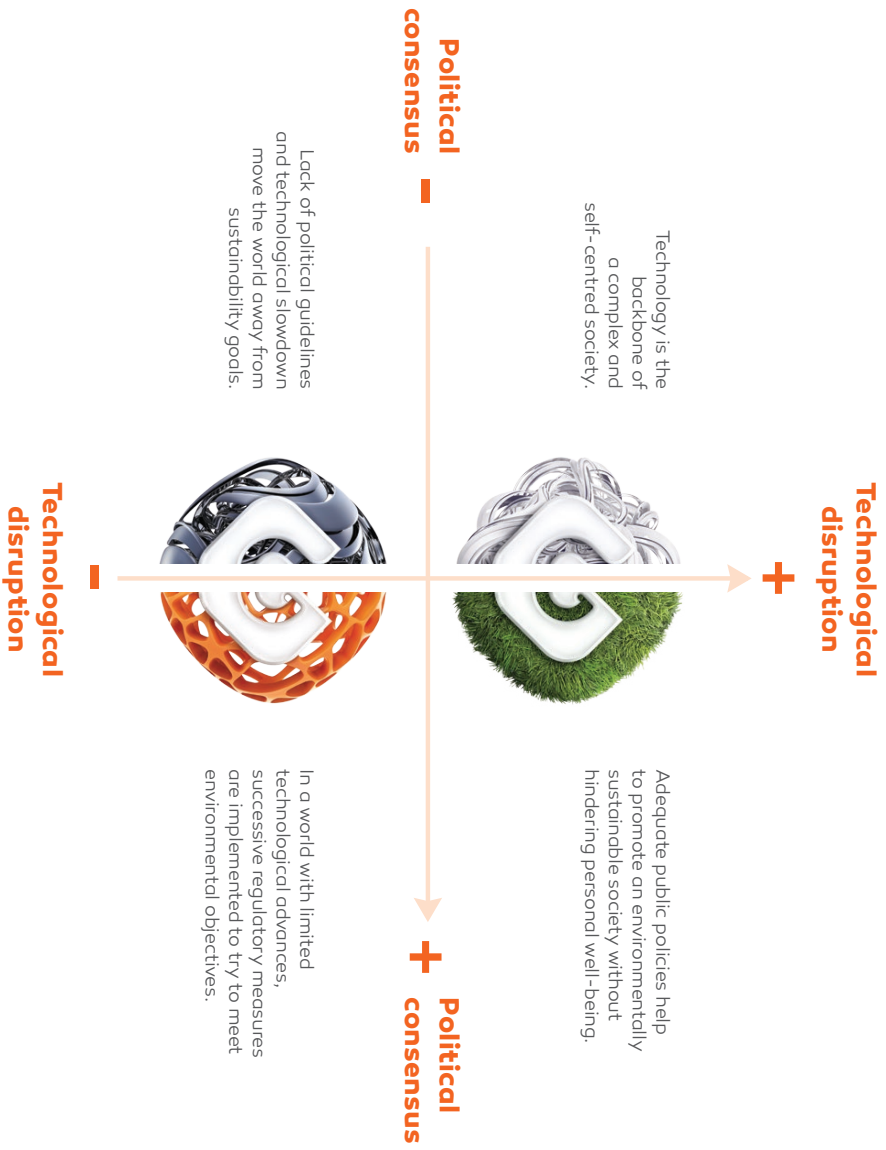 Technological
disruption
+
Technology is the
backbone of
a complex and
self-centred society.
Adequate public policies help
to promote an environmentally
sustainable society without
hindering personal well-being.
Political
consensus
-
+
Political
consensus
Lack of political guidelines
and technological slowdown
move the world away from
sustainability goals.
In a world with limited
technological advances,
successive regulatory measures
are implemented to try to meet
environmental objectives.
-
Technological
disruption